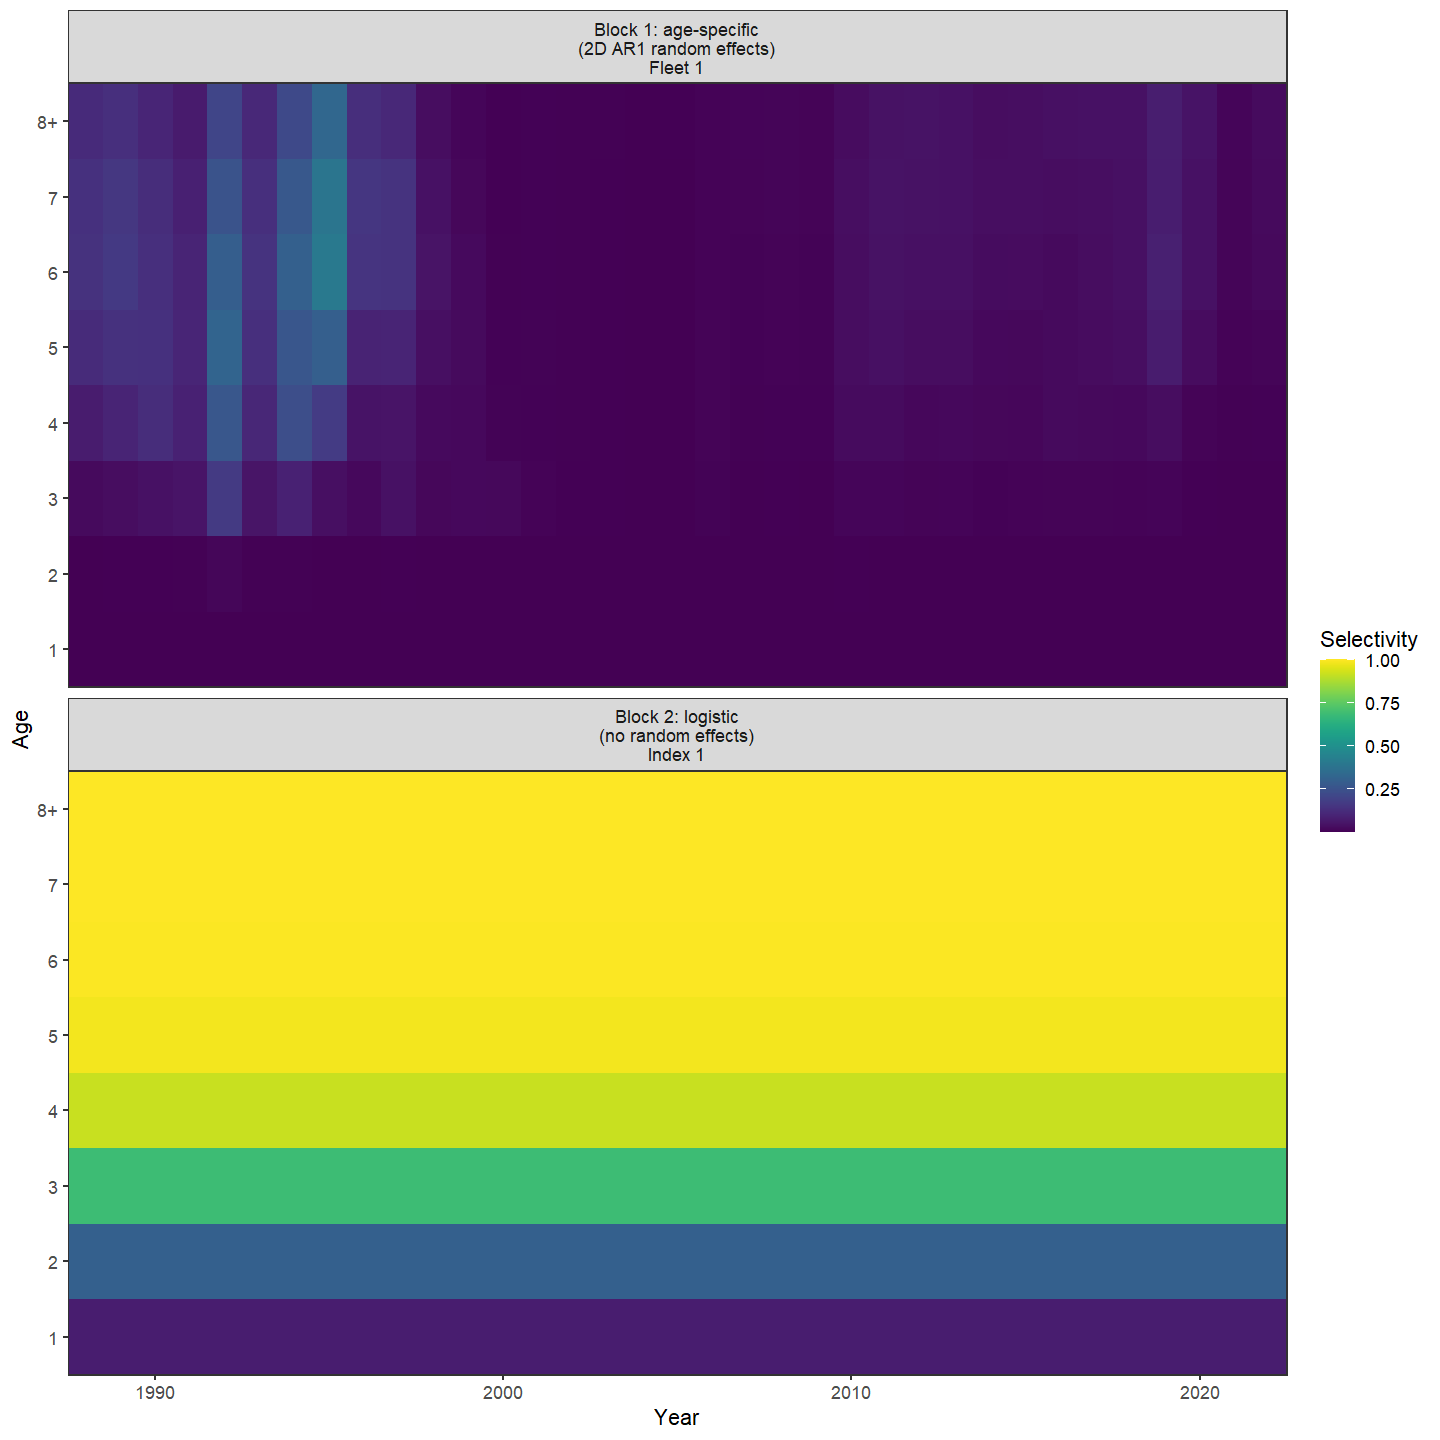 Block 1: age-specific
(2D AR1 random effects)
Fleet 1
8+
7
6
5
4
3
2
1
Age
Block 2: logistic
(no random effects)
Index 1
8+
7
6
5
4
3
2
1
1990
2000
2010
2020
Year
Selectivity
1.00
0.75
0.50
0.25